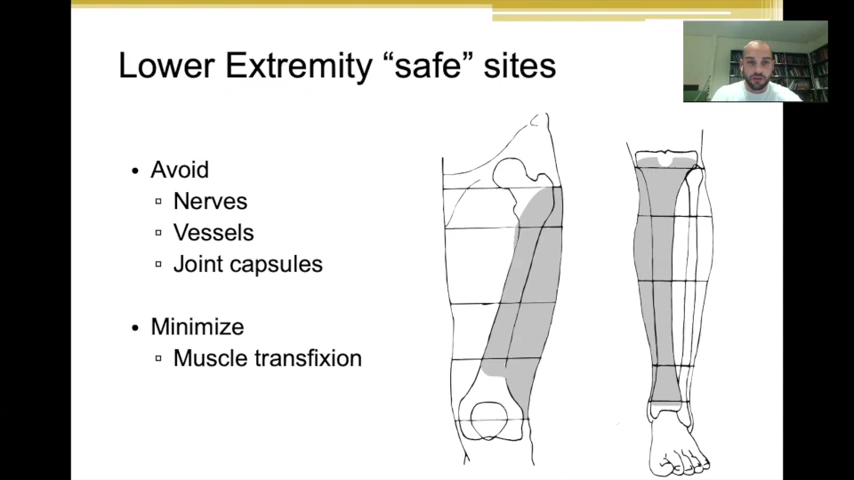 Lower Extremity “safe” sites
• Avoid
▫ Nerves
▫ Vessels
▫ Joint capsules
• Minimize
▫ Muscle transfixion